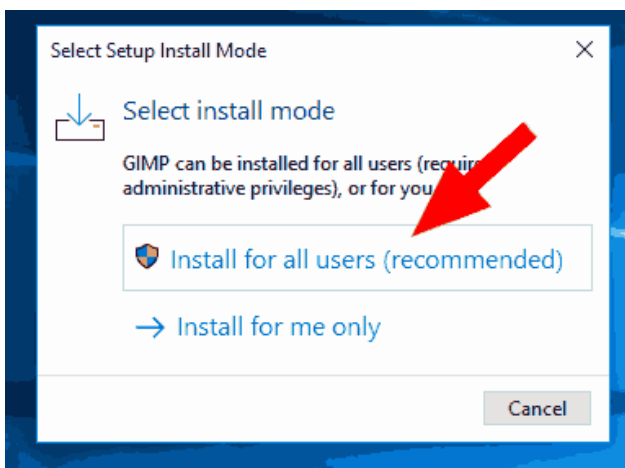 Select Setup Install Mode
Select install mode
GIMP can be installed for all users (requir
administrative privileges), or for you
Install for all users (recommended)
Install for me only
Cancel